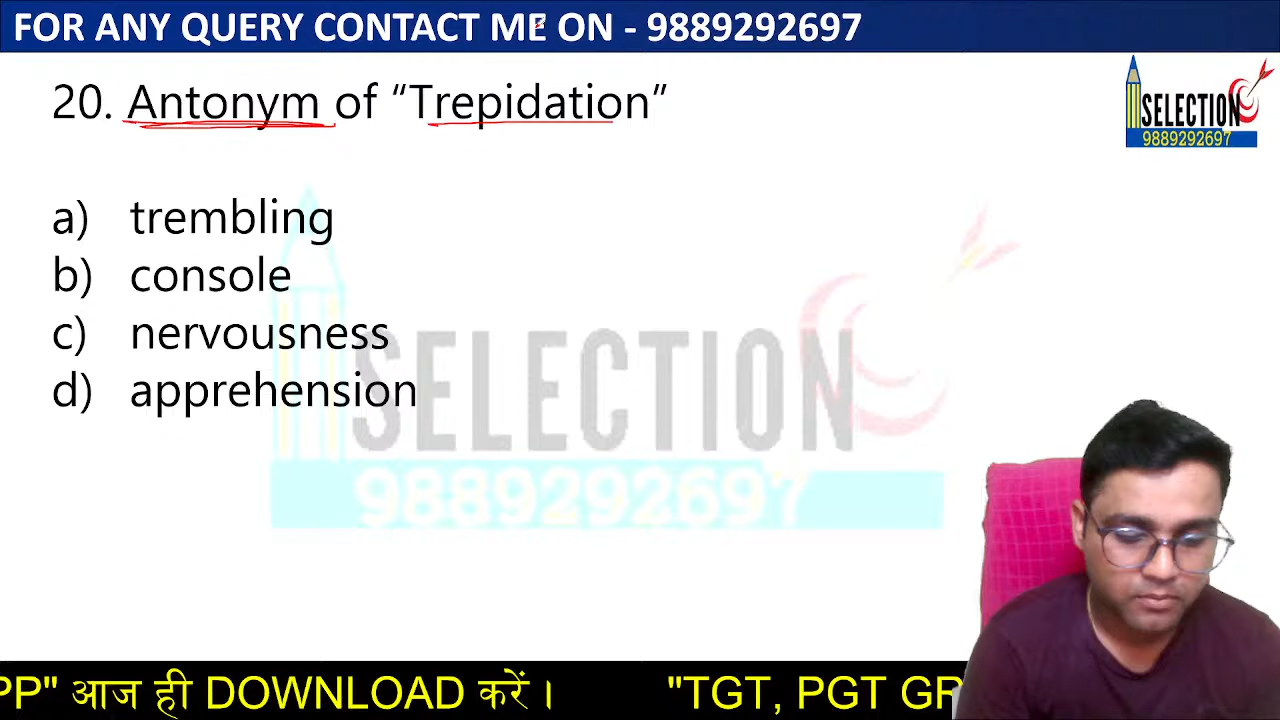 FOR ANY QUERY CONTACT ME ON - 9889292697
20. Antonym of “Trepidation”
SELECTION
9889292697
a) trembling
b) console
c) nervousness
d) apprehension
SELECTION
9889292697
PP" आज ही DOWNLOAD करें । "TGT, PGT GR